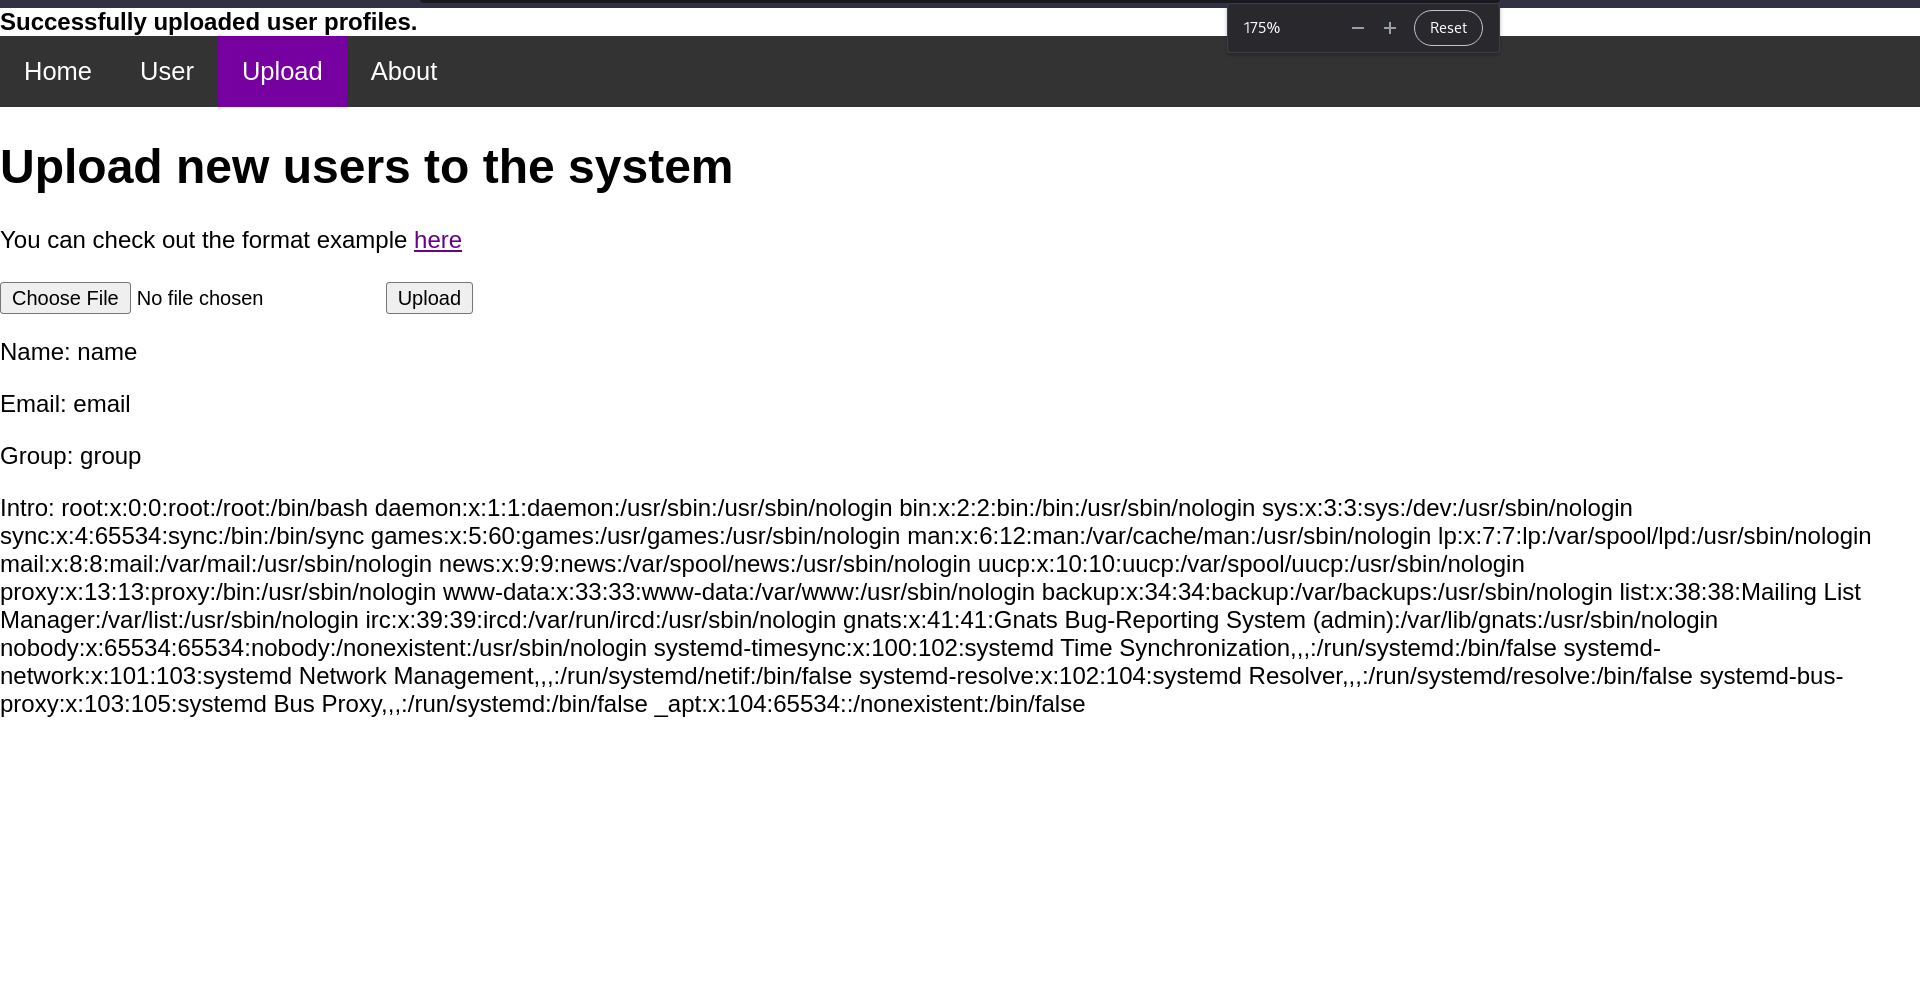 Successfully uploaded user profiles.
175%
Reset
Home User Upload About
Upload new users to the system
You can check out the format example here
Choose File No file chosen Upload
Name: name
Email: email
Group: group
Intro: root:x:0:0:root:/root:/bin/bash daemon:x:1:1:daemon:/usr/sbin:/usr/sbin/nologin bin:x:2:2:bin:/bin:/usr/sbin/nologin sys:x:3:3:sys:/dev:/usr/sbin/nologin
sync:x:4:65534:sync:/bin:/bin/sync games:x:5:60:games:/usr/games:/usr/sbin/nologin man:x:6:12:man:/var/cache/man:/usr/sbin/nologin lp:x:7:7:lp:/var/spool/lpd:/usr/sbin/nologin
mail:x:8:8:mail:/var/mail:/usr/sbin/nologin news:x:9:9:news:/var/spool/news:/usr/sbin/nologin uucp:x:10:10:uucp:/var/spool/uucp:/usr/sbin/nologin
proxy:x:13:13:proxy:/bin:/usr/sbin/nologin www-data:x:33:33:www-data:/var/www:/usr/sbin/nologin backup:x:34:34:backup:/var/backups:/usr/sbin/nologin list:x:38:38:Mailing List
Manager:/var/list:/usr/sbin/nologin irc:x:39:39:ircd:/var/run/ircd:/usr/sbin/nologin gnats:x:41:41:Gnats Bug-Reporting System (admin):/var/lib/gnats:/usr/sbin/nologin
nobody:x:65534:65534:nobody:/nonexistent:/usr/sbin/nologin systemd-timesync:x:100:102:systemd Time Synchronization,,,:/run/systemd:/bin/false systemd-
network:x:101:103:systemd Network Management,,,:/run/systemd/netif:/bin/false systemd-resolve:x:102:104:systemd Resolver,,,:/run/systemd/resolve:/bin/false systemd-bus-
proxy:x:103:105:systemd Bus Proxy,,,:/run/systemd:/bin/false _apt:x:104:65534::/nonexistent:/bin/false